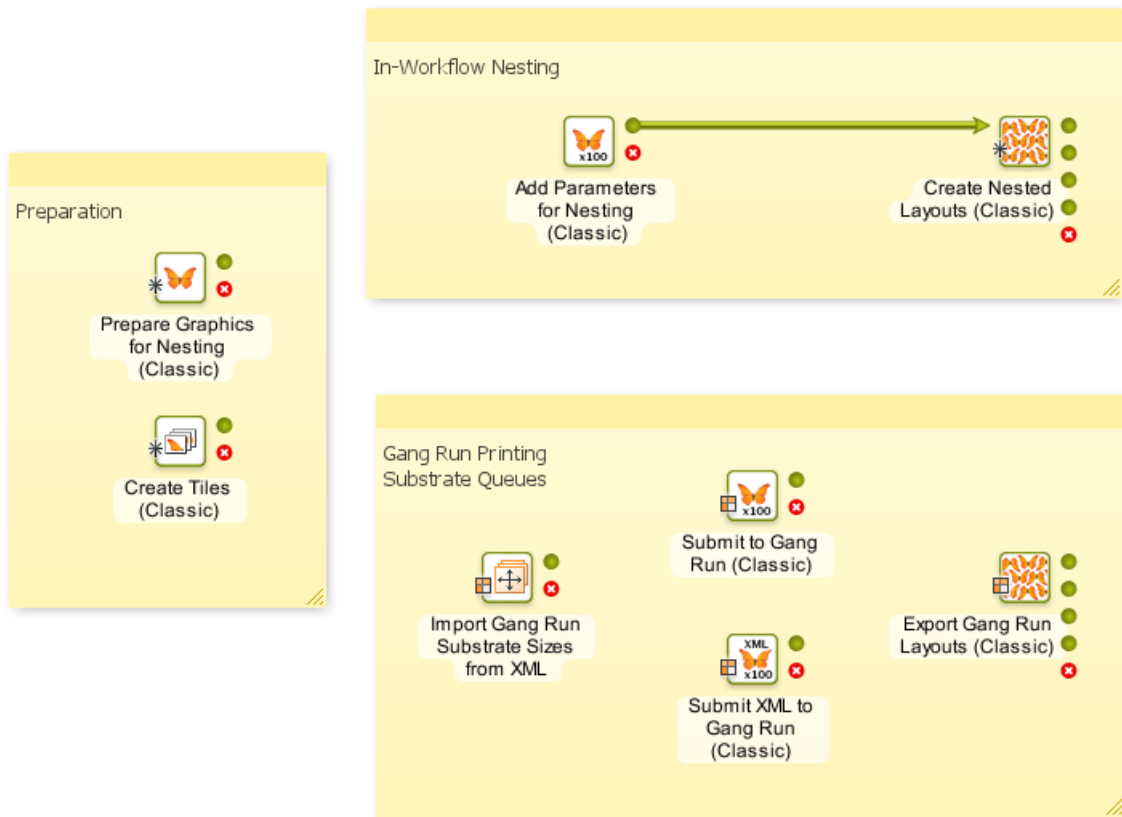 In-Workflow Nesting
x100
Add Parameters
for Nesting
(Classic)
Create Nested
Layouts (Classic)
Preparation
Prepare Graphics
for Nesting
(Classic)
Create Tiles
(Classic)
Gang Run Printing
Substrate Queues
x100
Submit to Gang
Run (Classic)
Import Gang Run
Substrate Sizes
from XML
XML
x100
Submit XML to
Gang Run
(Classic)
Export Gang Run
Layouts (Classic)